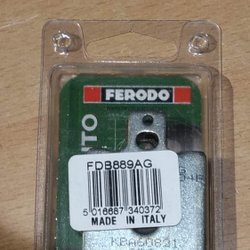 FERODO
FDB889AG
5 016687 340372
MADE IN ITALY